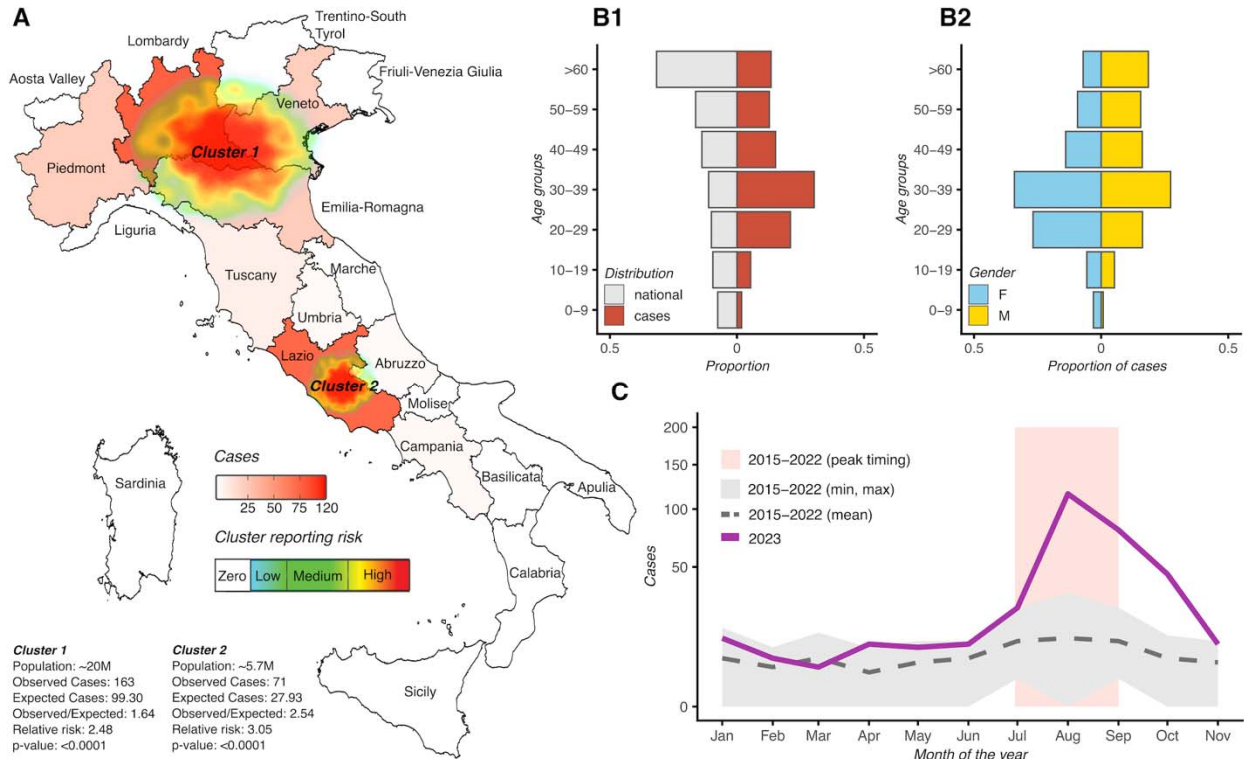 A
Trentino-South
Tyrol
Lombardy
Aosta Valley
Friuli-Venezia Giulia
Veneto
Cluster 1
Piedmont
Emilia-Romagna
Liguria
Marche
Tuscany
Umbria
Lazio
Abruzzo
Cluster 2
Molise
Campania
Basilicata
Apulia
Sardinia
Calabria
Sicily
Cases
25 75 120
Cluster reporting risk
Zero Low Medium High
Cluster 1
Population: ~20M
Observed Cases: 163
Expected Cases: 99.30
Observed/Expected: 1.64
Relative risk: 2.48
p-value: <0.0001
Cluster 2
Population: ~5.7M
Observed Cases: 71
Expected Cases: 27.93
Observed/Expected: 2.54
Relative risk: 3.05
p-value: <0.0001
B1
Age groups
>60
50–59
40–49
30–39
20–29
10–19
0–9
Distribution
national
cases
0.5 0 0.5
Proportion
B2
Age groups
>60
50–59
40–49
30–39
20–29
10–19
0–9
Gender
F
M
0.5 0 0.5
Proportion of cases
C
Cases
200
150
100
50
0
2015–2022 (peak timing)
2015–2022 (min, max)
2015–2022 (mean)
2023
Jan Feb Mar Apr May Jun Jul Aug Sep Oct Nov
Month of the year